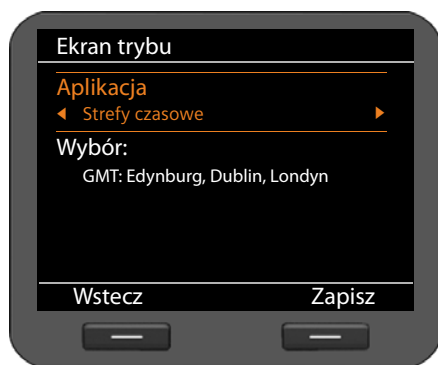 Ekran trybu
Aplikacja
Strefy czasowe
Wybór:
GMT: Edynburg, Dublin, Londyn
Wstecz Zapisz